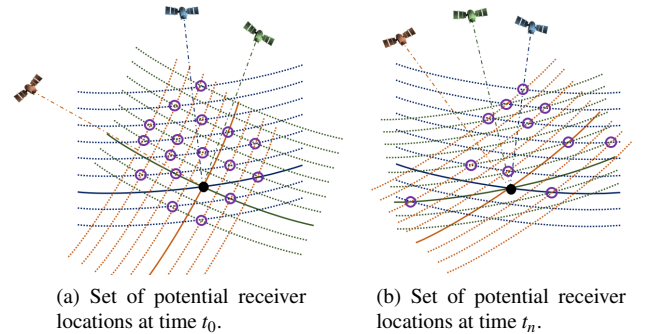 (a) Set of potential receiver
locations at time t₀.
(b) Set of potential receiver
locations at time tₙ.